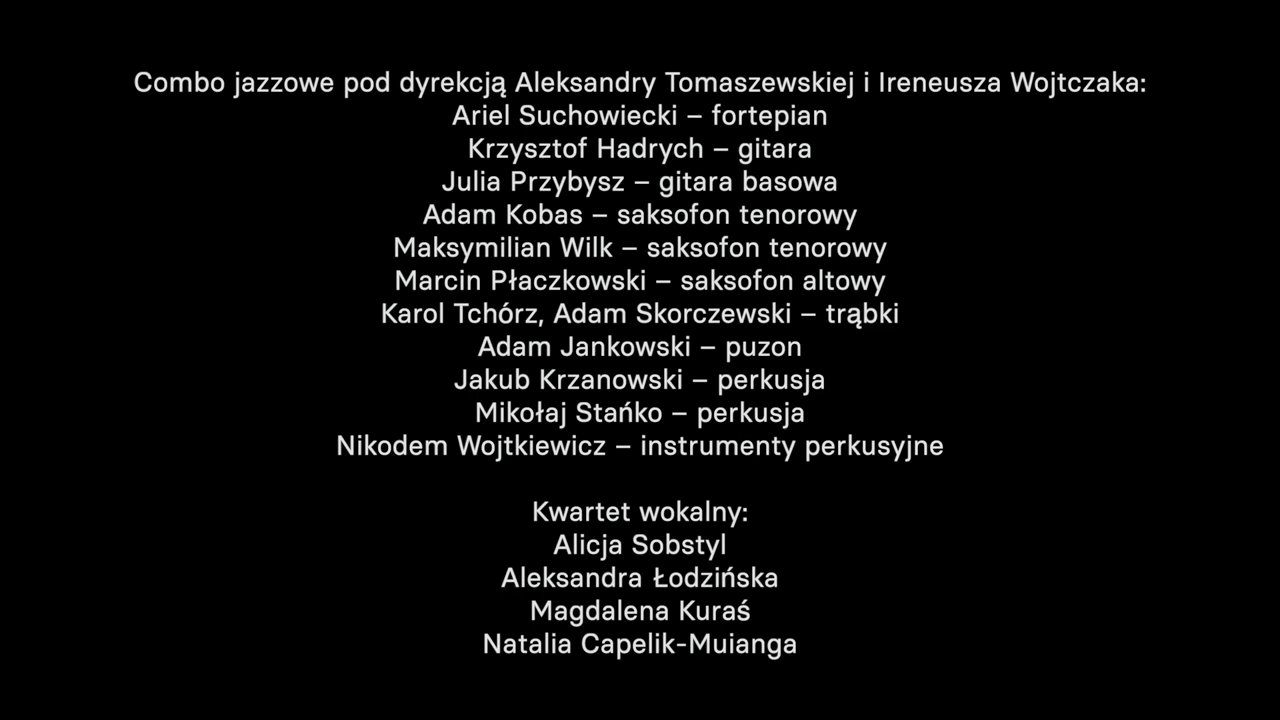 Combo jazzowe pod dyrekcją Aleksandry Tomaszewskiej i Ireneusza Wojtczaka:
Ariel Suchowiecki – fortepian
Krzysztof Hadrych – gitara
Julia Przybysz – gitara basowa
Adam Kobas – saksofon tenorowy
Maksymilian Wilk – saksofon tenorowy
Marcin Płaczkowski – saksofon altowy
Karol Tchórz, Adam Skorczewski – trąbki
Adam Jankowski – puzon
Jakub Krzanowski – perkusja
Mikołaj Stańko – perkusja
Nikodem Wojtkiewicz – instrumenty perkusyjne
Kwartet wokalny:
Alicja Sobstyl
Aleksandra Łodzińska
Magdalena Kuraś
Natalia Capelik-Muianga